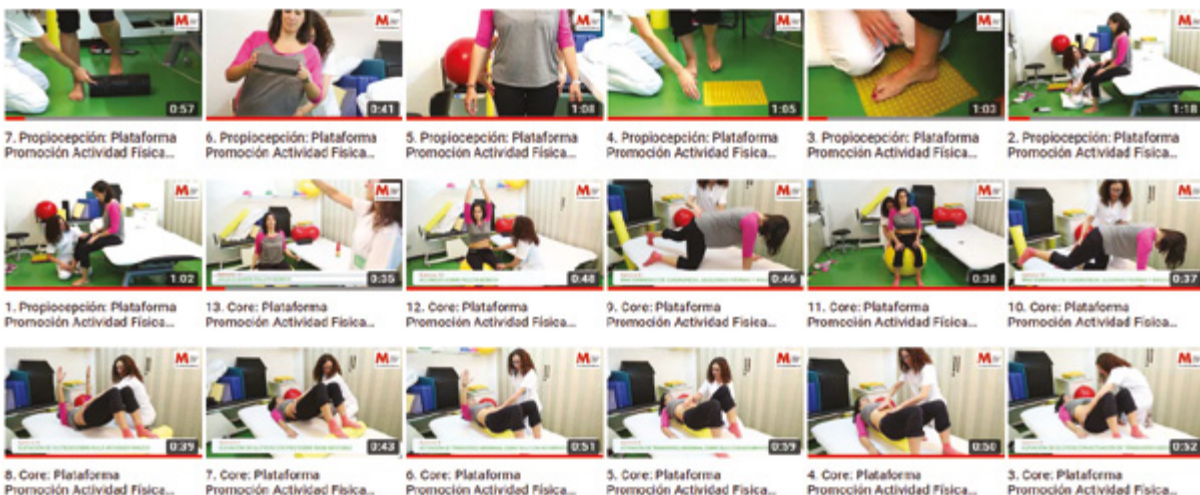 M
M
M
M
M
M
0:57
0:41
1:08
1:05
1:03
1:18
7. Propiocepción: Plataforma
Promoción Actividad Física...
6. Propiocepción: Plataforma
Promoción Actividad Física...
5. Propiocepción: Plataforma
Promoción Actividad Física...
4. Propiocepción: Plataforma
Promoción Actividad Física...
3. Propiocepción: Plataforma
Promoción Actividad Física...
2. Propiocepción: Plataforma
Promoción Actividad Física...
M
M
M
M
M
M
1:02
0:35
0:48
0:46
0:38
0:37
1. Propiocepción: Plataforma
Promoción Actividad Física...
13. Core: Plataforma
Promoción Actividad Física...
12. Core: Plataforma
Promoción Actividad Física...
9. Core: Plataforma
Promoción Actividad Física...
11. Core: Plataforma
Promoción Actividad Física...
10. Core: Plataforma
Promoción Actividad Física...
M
M
M
M
M
M
0:39
0:43
0:51
0:59
0:50
0:52
8. Core: Plataforma
Promoción Actividad Física...
7. Core: Plataforma
Promoción Actividad Física...
6. Core: Plataforma
Promoción Actividad Física...
5. Core: Plataforma
Promoción Actividad Física...
4. Core: Plataforma
Promoción Actividad Física...
3. Core: Plataforma
Promoción Actividad Física...